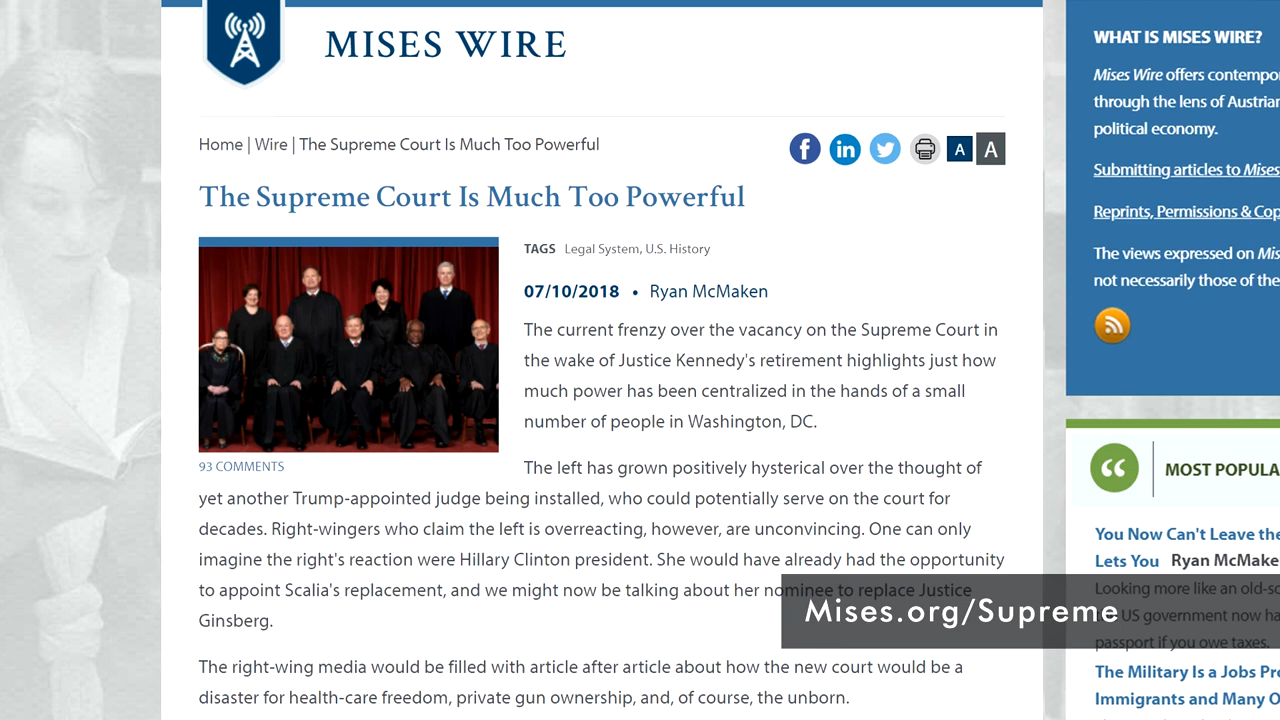 MISES WIRE
Home | Wire | The Supreme Court Is Much Too Powerful
A A
The Supreme Court Is Much Too Powerful
TAGS Legal System, U.S. History
07/10/2018 • Ryan McMaken
The current frenzy over the vacancy on the Supreme Court in
the wake of Justice Kennedy's retirement highlights just how
much power has been centralized in the hands of a small
number of people in Washington, DC.
93 COMMENTS
The left has grown positively hysterical over the thought of
yet another Trump-appointed judge being installed, who could potentially serve on the court for
decades. Right-wingers who claim the left is overreacting, however, are unconvincing. One can only
imagine the right's reaction were Hillary Clinton president. She would have already had the opportunity
to appoint Scalia's replacement, and we might now be talking about her nominee to replace Justice
Ginsberg.
The right-wing media would be filled with article after article about how the new court would be a
disaster for health-care freedom, private gun ownership, and, of course, the unborn.
Mises.org/Supreme
WHAT IS MISES WIRE?
Mises Wire offers
through the lens of
political economy.
Submitting articles to Mises
Reprints, Permissions &
The views expressed on
not necessarily those of the
MOST
You Now Can't Leave the
Lets You Ryan
Looking more like an
US government now
passport if you owe taxes.
The Military Is a Jobs
Immigrants and Many